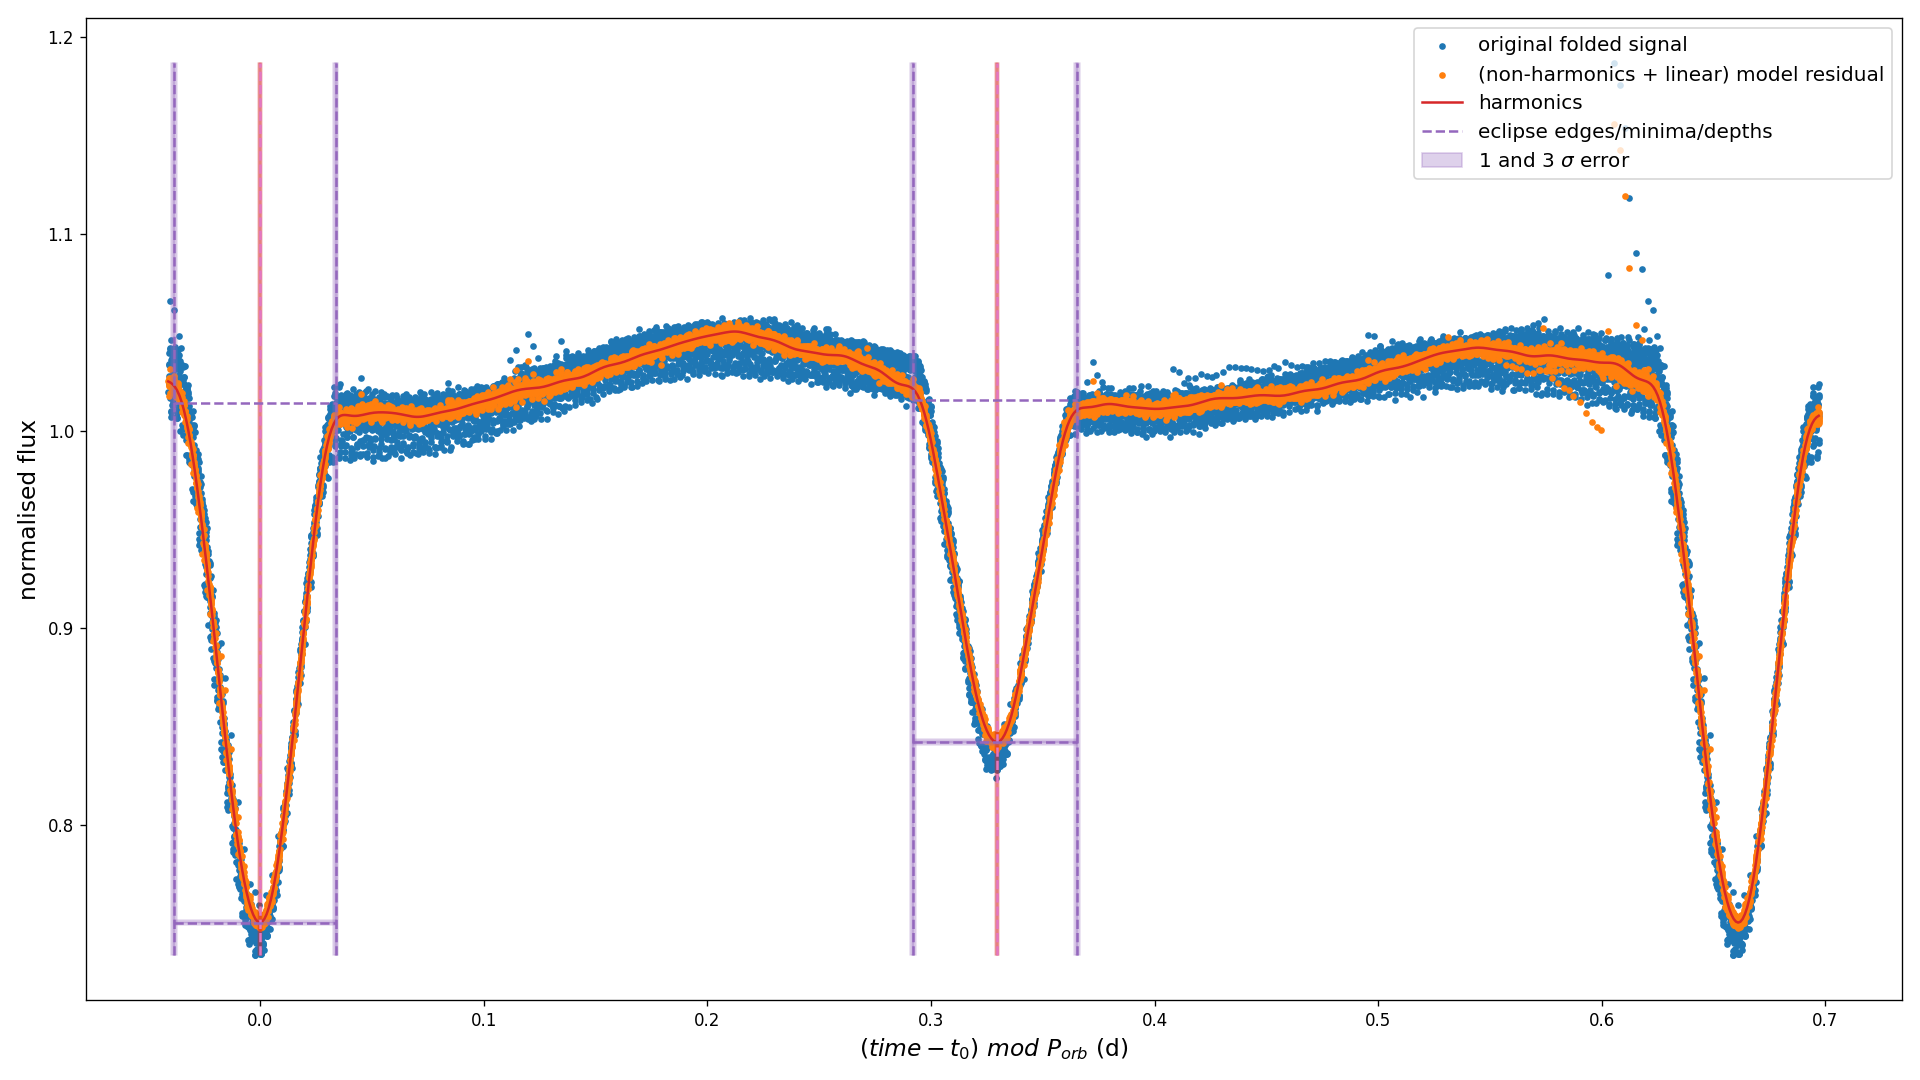 original folded signal
(non-harmonics + linear) model residual
harmonics
eclipse edges/minima/depths
1 and 3 σ error
normalised flux
1.2
1.1
1.0
0.9
0.8
0.0 0.1 0.2 0.3 0.4 0.5 0.6 0.7
(time − t₀) mod Pₒᵣb (d)